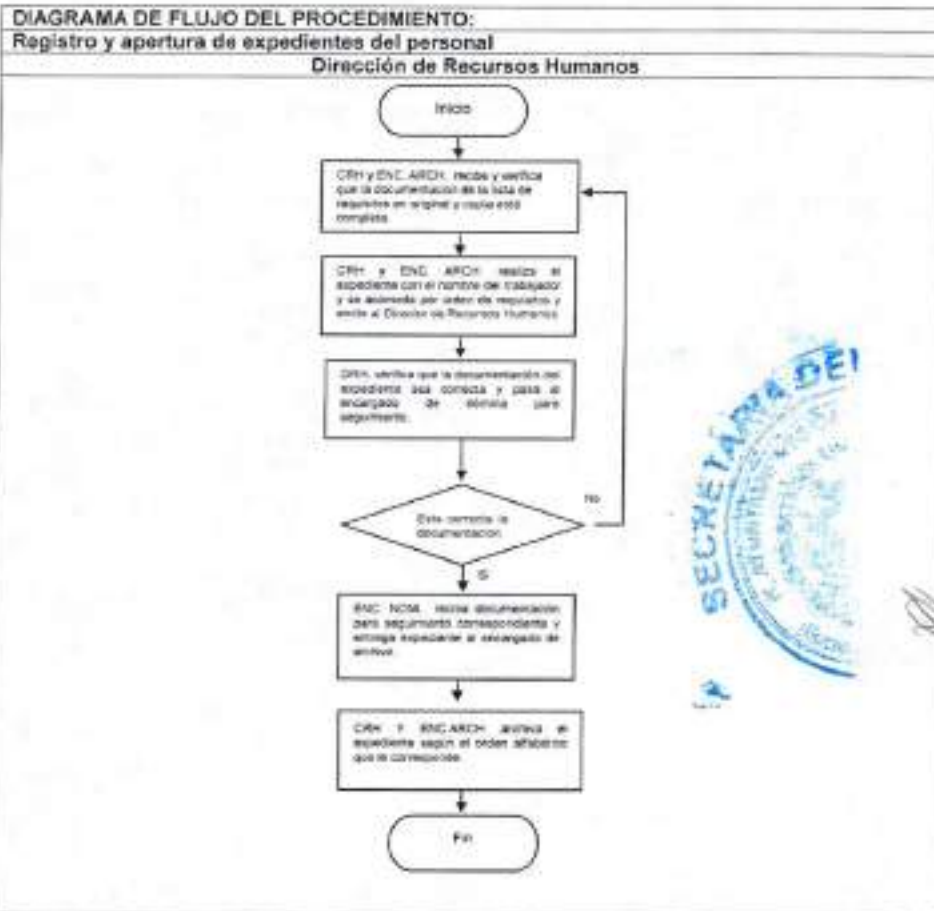 DIAGRAMA DE FLUJO DEL PROCEDIMIENTO:
Registro y apertura de expedientes del personal
Dirección de Recursos Humanos
Inicio
CRH y ENC. ARCH. recibe y verifica
que la documentación de la lista de
requisitos en original y copia esté
completa
CRH y ENC. ARCH realiza el
expediente con el nombre del trabajador
y se acomoda por orden de requisitos y
envía al Director de Recursos Humanos
CRH. verifica que la documentación del
expediente sea correcta y pasa al
encargado de nómina para
seguimiento.
No
Esta correcta la
documentación
Si
ENC. NOM. recibe documentación
para seguimiento correspondiente y
entrega expediente al encargado de
archivo.
CRH Y ENC.ARCH archiva el
expediente según el orden alfabético
que le corresponde.
Fin
SECRETARIA DEL